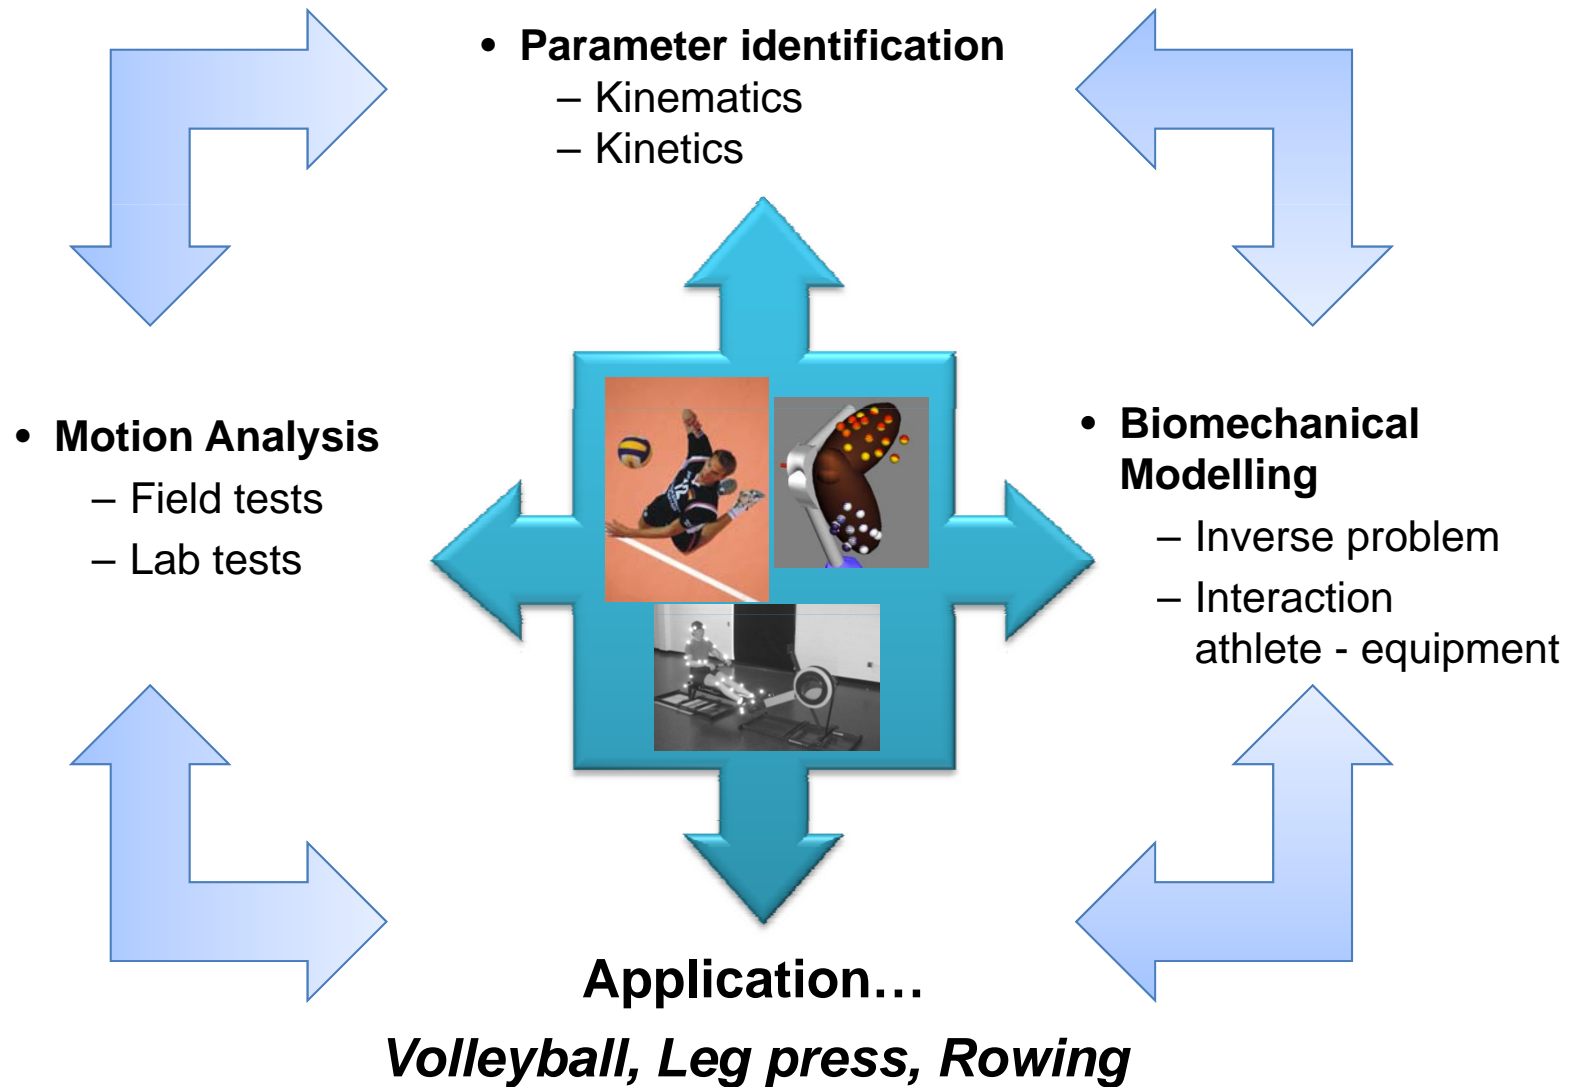 • Parameter identification
– Kinematics
– Kinetics
• Motion Analysis
– Field tests
– Lab tests
• Biomechanical
Modelling
– Inverse problem
– Interaction
athlete - equipment
Application…
Volleyball, Leg press, Rowing